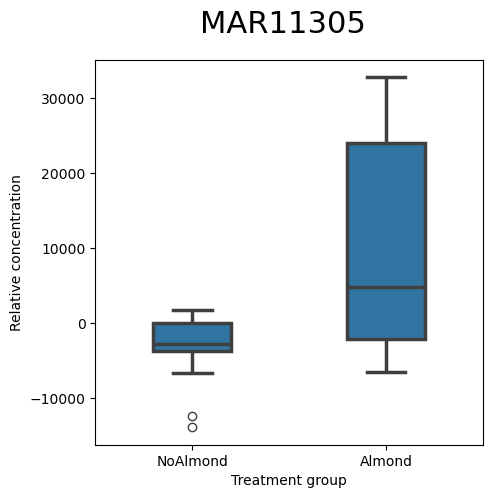 MAR11305
30000
20000
10000
0
−10000
Relative concentration
NoAlmond
Almond
Treatment group